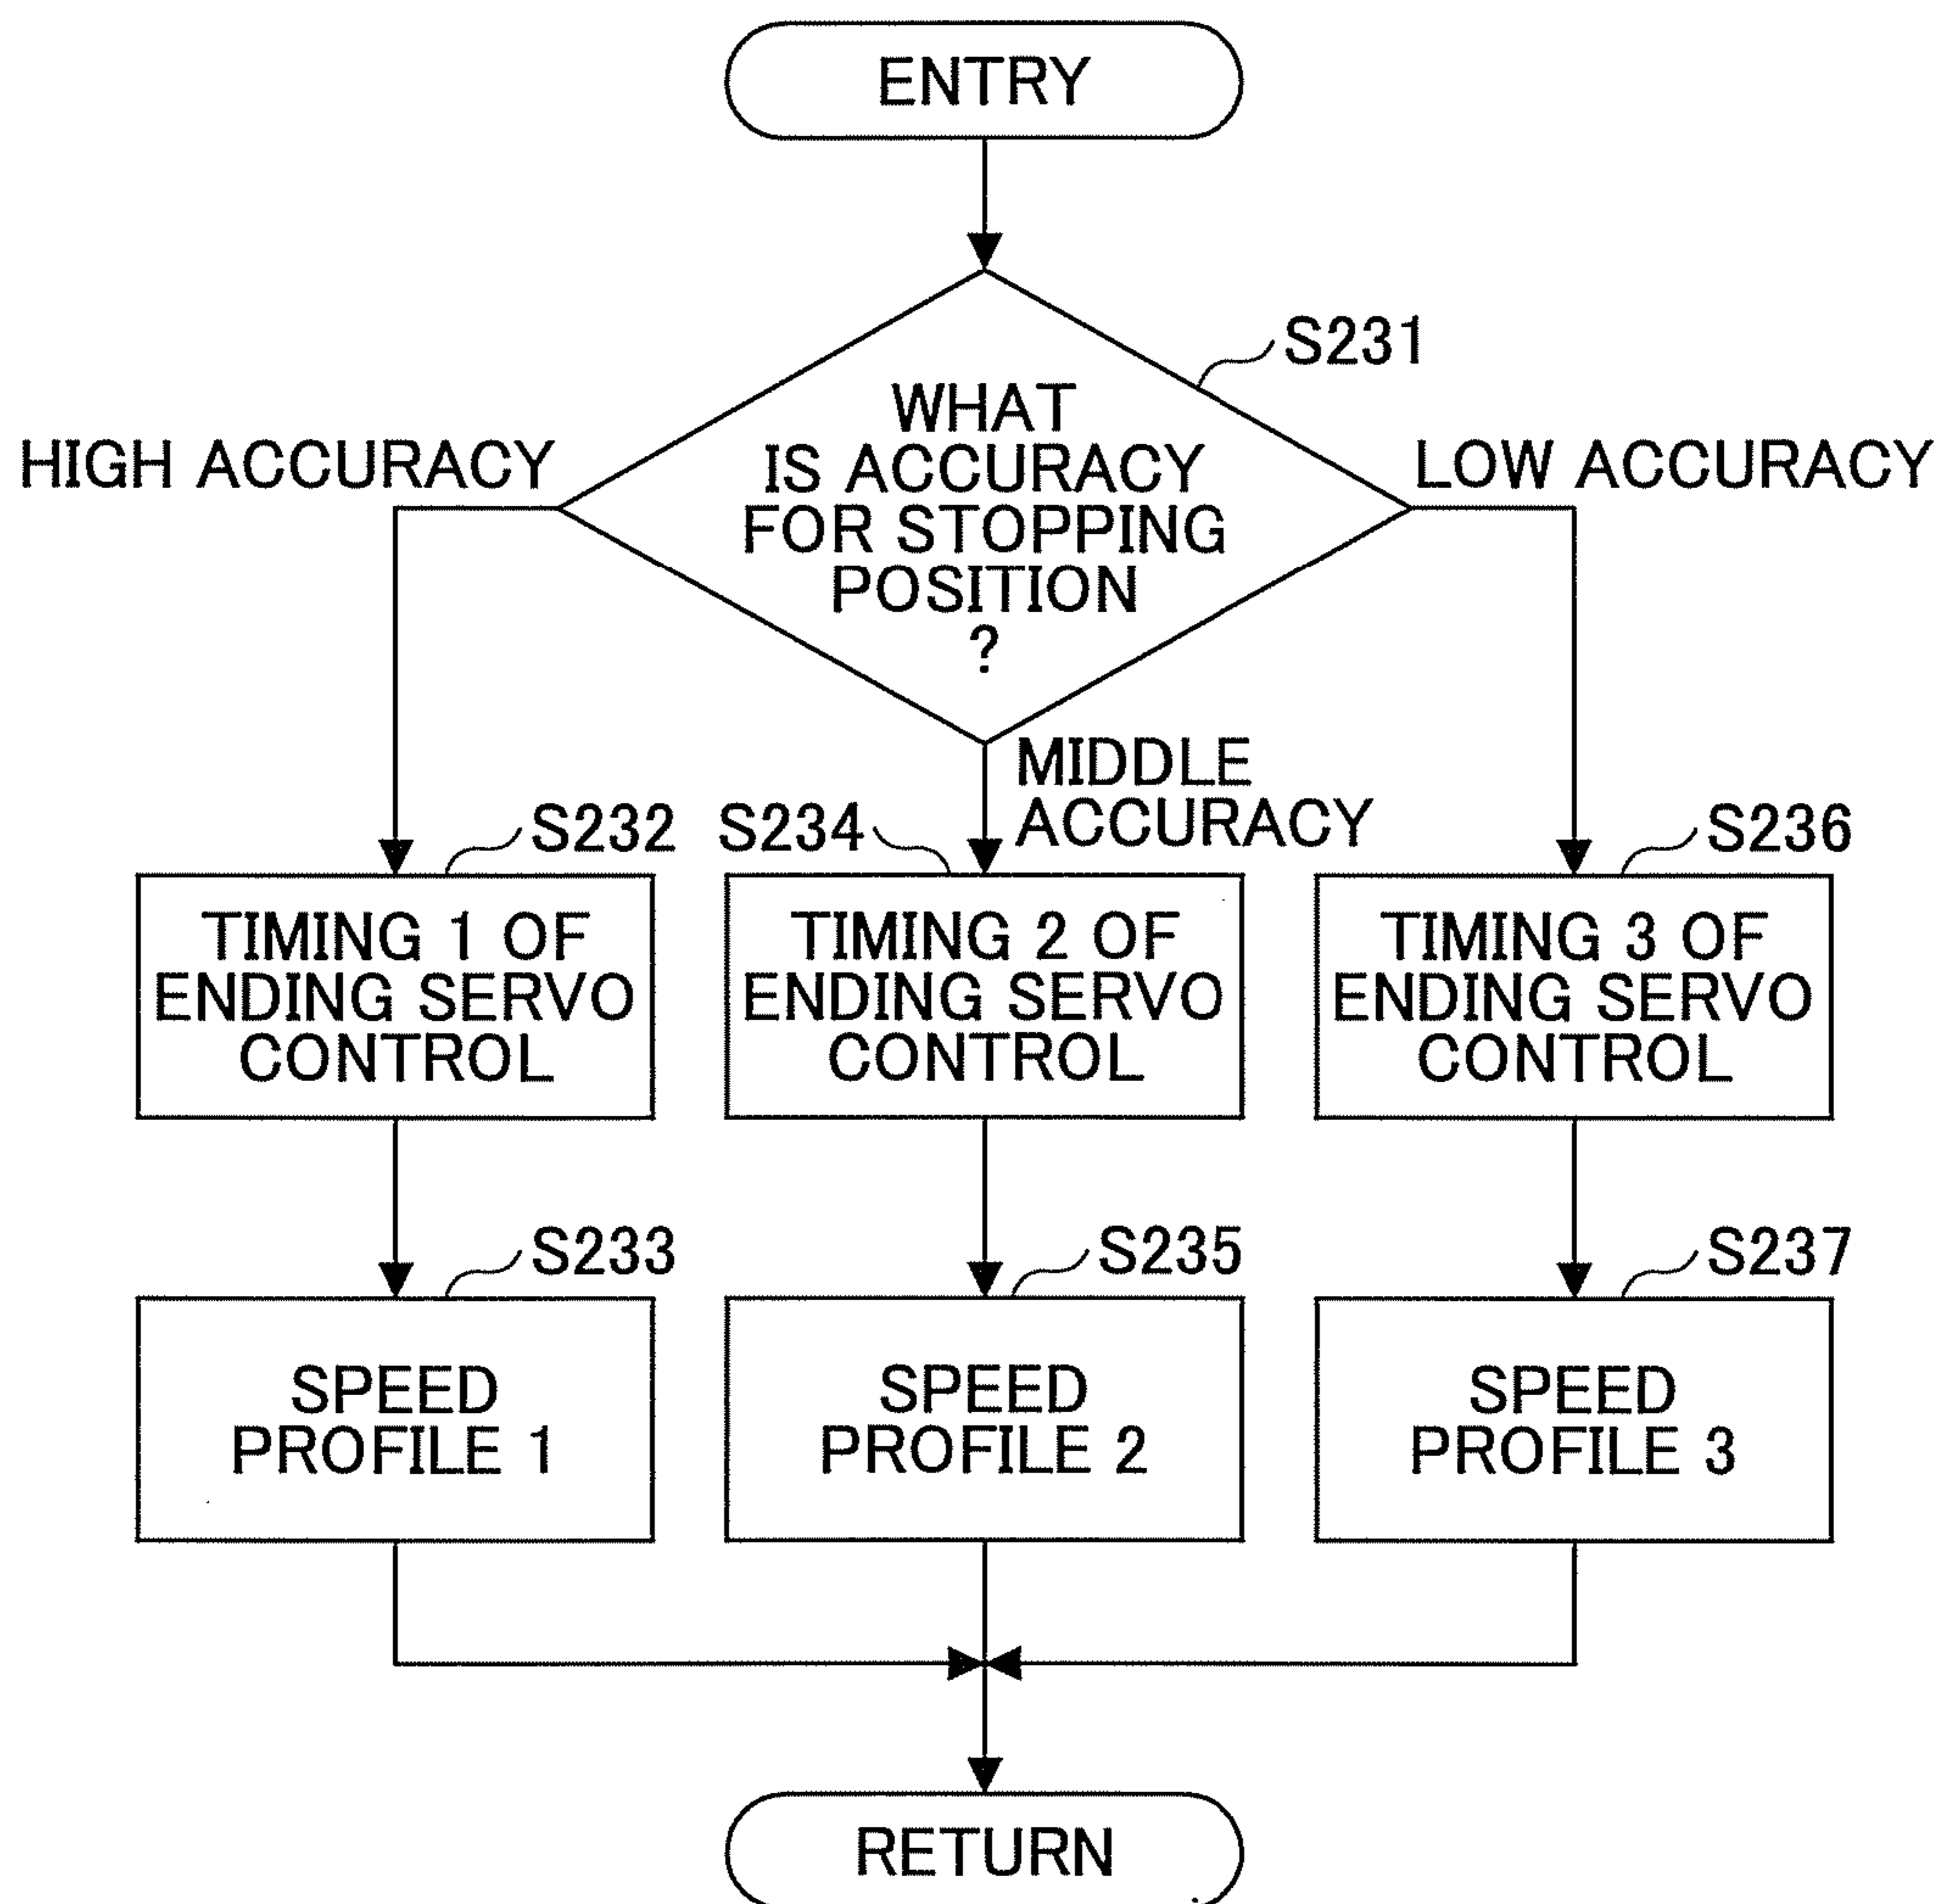 ENTRY
S231
WHAT
IS ACCURACY
FOR STOPPING
POSITION
?
HIGH ACCURACY
LOW ACCURACY
MIDDLE
ACCURACY
S232
TIMING 1 OF
ENDING SERVO
CONTROL
S234
TIMING 2 OF
ENDING SERVO
CONTROL
S236
TIMING 3 OF
ENDING SERVO
CONTROL
S233
SPEED
PROFILE 1
S235
SPEED
PROFILE 2
S237
SPEED
PROFILE 3
RETURN